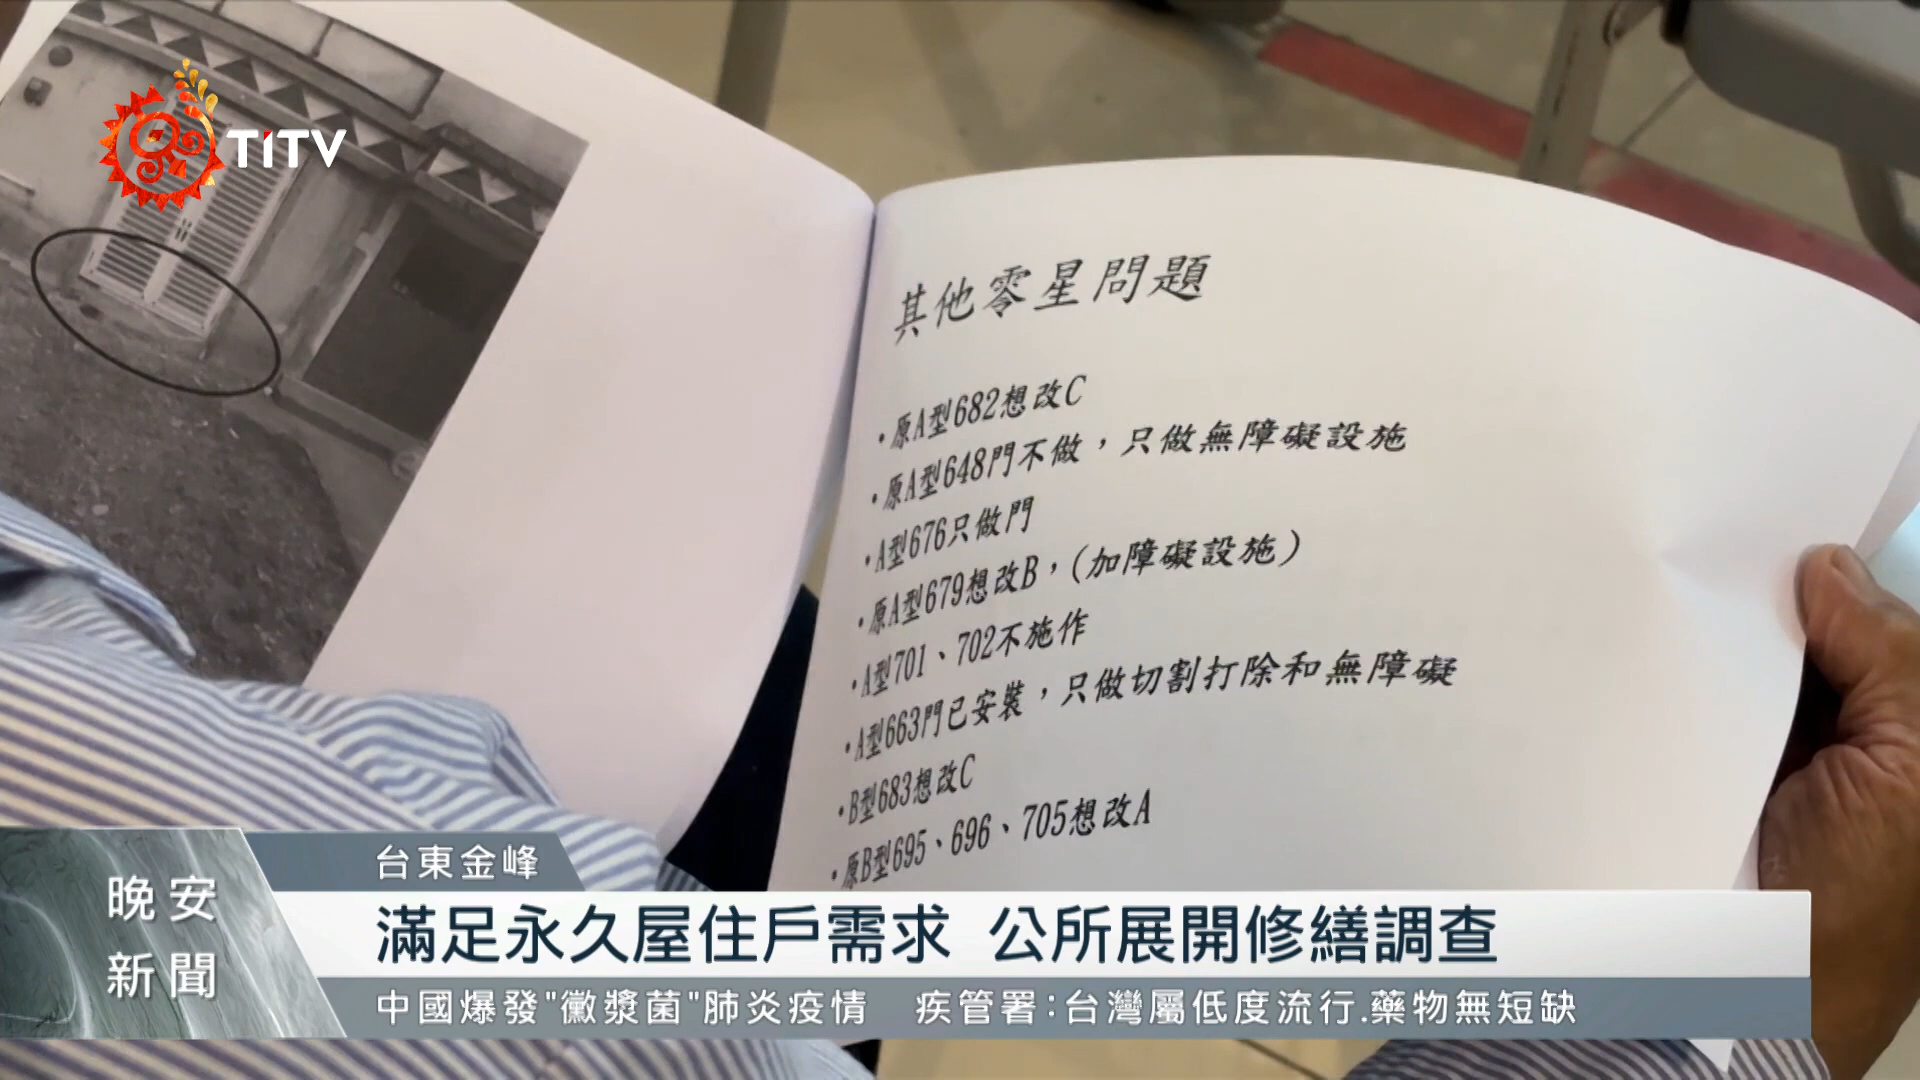 TiTV
其他零星問題
•原A型682想改C
•原A型648門不做，只做無障礙設施
•A型676只做門
•原A型679想改B，(加障礙設施)
•A型701、702不施作
•A型663門已安裝，只做切割打除和無障礙
•B型683想改C
•原B型695、696、705想改A
晚安
新聞
台東金峰
滿足永久屋住戶需求 公所展開修繕調查
中國爆發"黴漿菌"肺炎疫情 疾管署:台灣屬低度流行.藥物無短缺